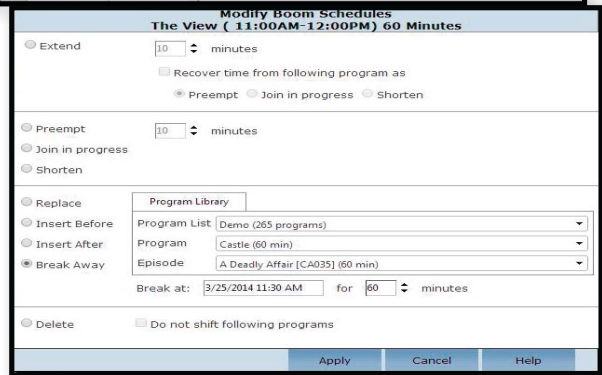 Modify Boom Schedules
The View ( 11:00AM-12:00PM) 60 Minutes
Extend 10 minutes
Recover time from following program as
Preempt Join in progress Shorten
Preempt 10 minutes
Join in progress
Shorten
Replace Program Library
Insert Before Program List Demo (265 programs)
Insert After Program Castle (60 min)
Break Away Episode A Deadly Affair [CA035] (60 min)
Break at: 3/25/2014 11:30 AM for 60 minutes
Delete Do not shift following programs
Apply Cancel Help